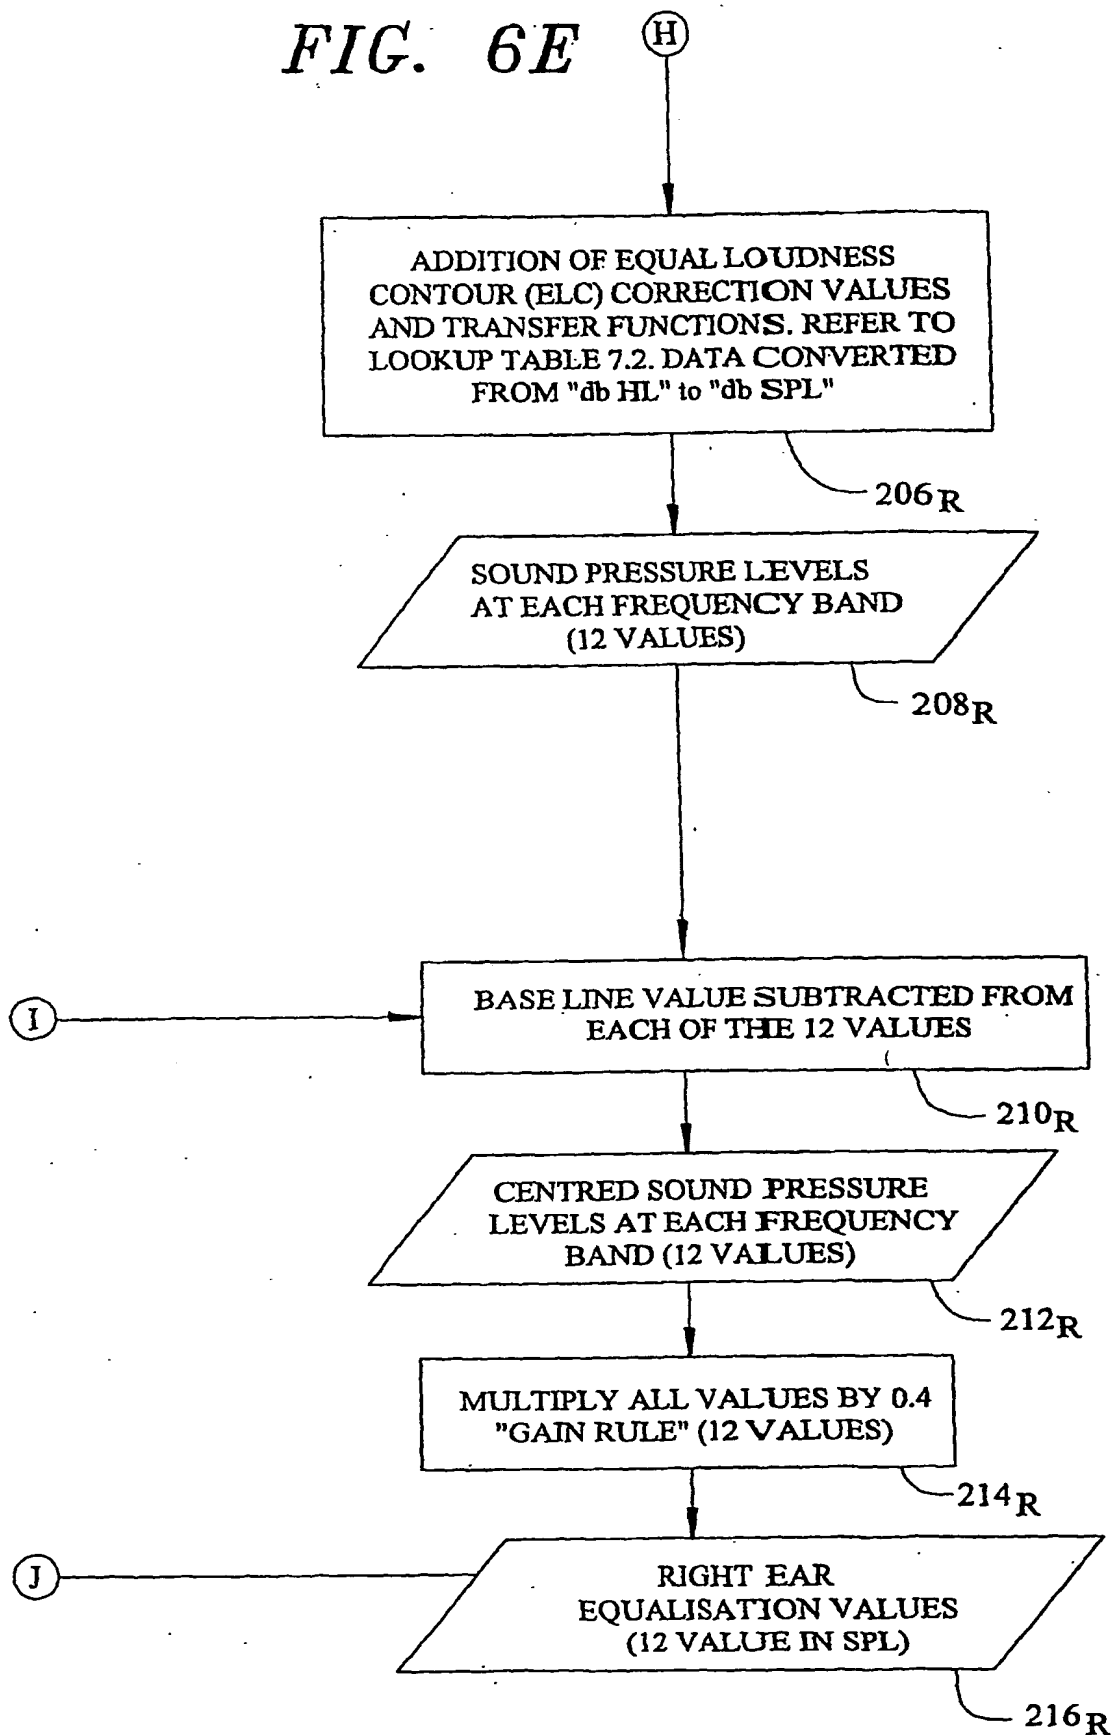 FIG. 6E
H
ADDITION OF EQUAL LOUDNESS
CONTOUR (ELC) CORRECTION VALUES
AND TRANSFER FUNCTIONS. REFER TO
LOOKUP TABLE 7.2. DATA CONVERTED
FROM "db HL" to "db SPL"
206R
SOUND PRESSURE LEVELS
AT EACH FREQUENCY BAND
(12 VALUES)
208R
I
BASE LINE VALUE SUBTRACTED FROM
EACH OF THE 12 VALUES
210R
CENTRED SOUND PRESSURE
LEVELS AT EACH FREQUENCY
BAND (12 VALUES)
212R
MULTIPLY ALL VALUES BY 0.4
"GAIN RULE" (12 VALUES)
214R
J
RIGHT EAR
EQUALISATION VALUES
(12 VALUE IN SPL)
216R